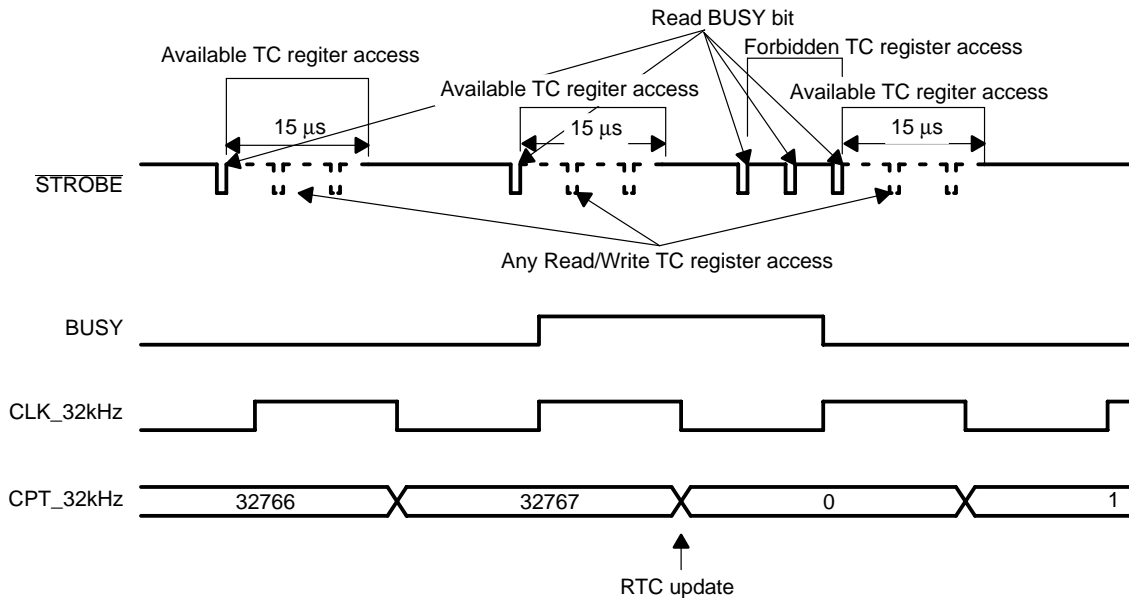 Read BUSY bit
Available TC regiter access
Forbidden TC register access
Available TC regiter access
Available TC regiter access
15 μs
15 μs
15 μs
STROBE
Any Read/Write TC register access
BUSY
CLK_32kHz
CPT_32kHz
32766
32767
0
1
RTC update